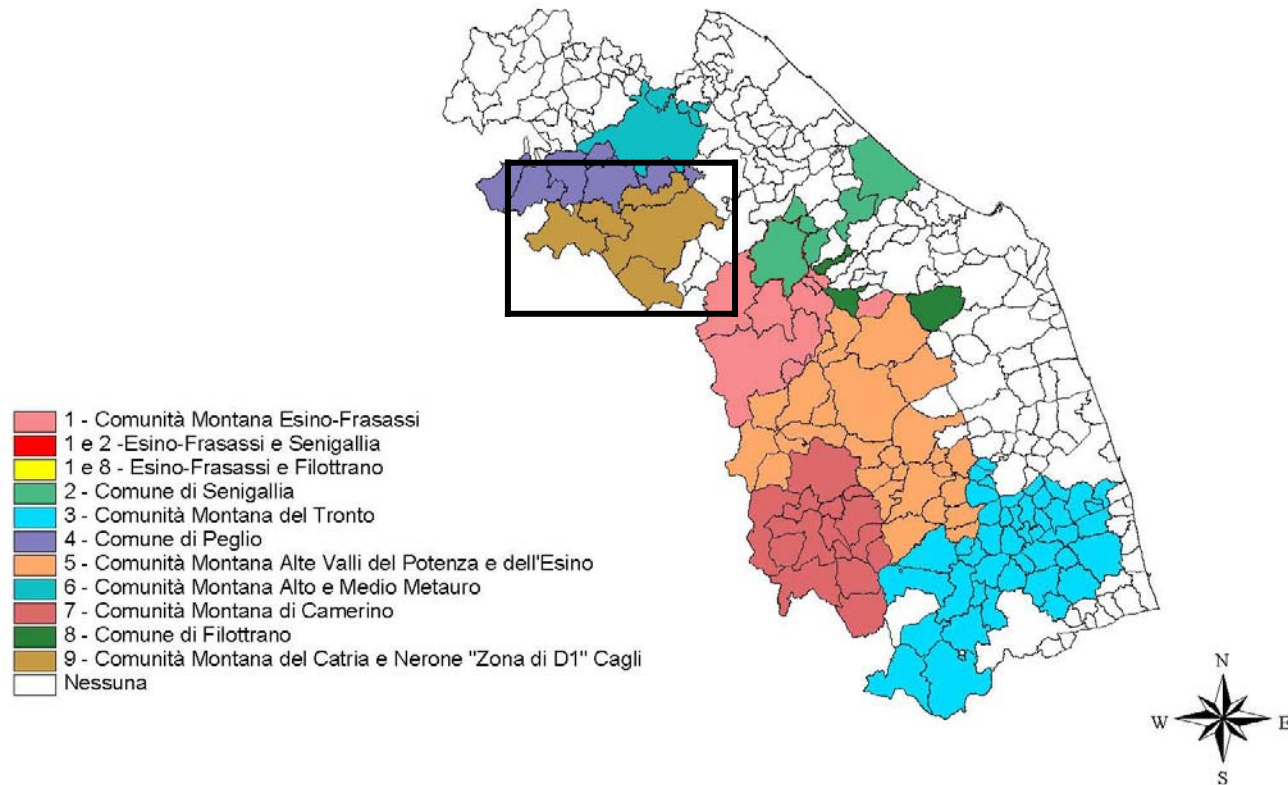 1 - Comunità Montana Esino-Frasassi
1 e 2 -Esino-Frasassi e Senigallia
1 e 8 - Esino-Frasassi e Filottrano
2 - Comune di Senigallia
3 - Comunità Montana del Tronto
4 - Comune di Peglio
5 - Comunità Montana Alte Valli del Potenza e dell'Esino
6 - Comunità Montana Alto e Medio Metauro
7 - Comunità Montana di Camerino
8 - Comune di Filottrano
9 - Comunità Montana del Catria e Nerone "Zona di D1" Cagli
Nessuna
N
W E
S